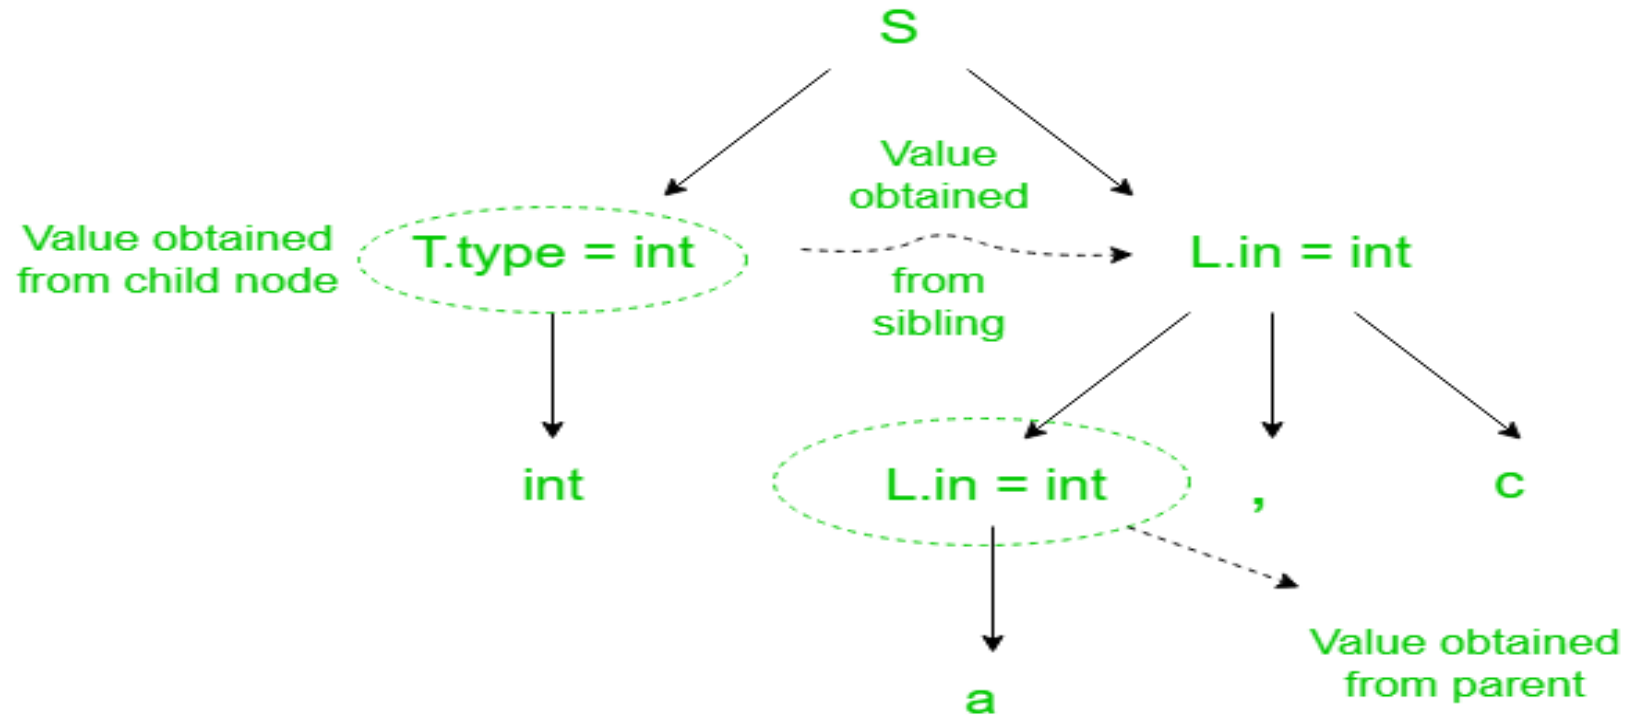 S
Value
obtained
from
sibling
Value obtained
from child node
T.type = int
L.in = int
int
L.in = int
,
c
a
Value obtained
from parent